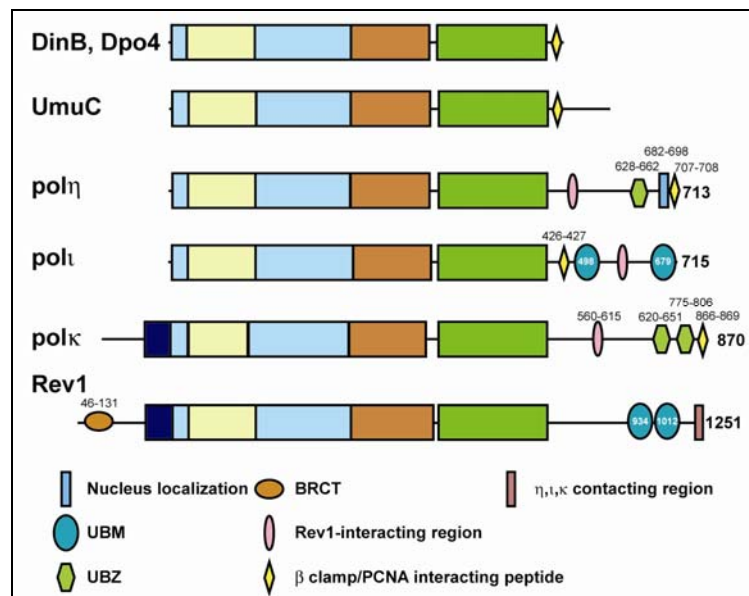 DinB, Dpo4
UmuC
polη
628-662
682-698
707-708
713
polι
426-427
498
679
715
polκ
560-615
620-651
775-806
866-869
870
Rev1
46-131
934
1012
1251
Nucleus localization
BRCT
η,ι,κ contacting region
UBM
Rev1-interacting region
UBZ
β clamp/PCNA interacting peptide